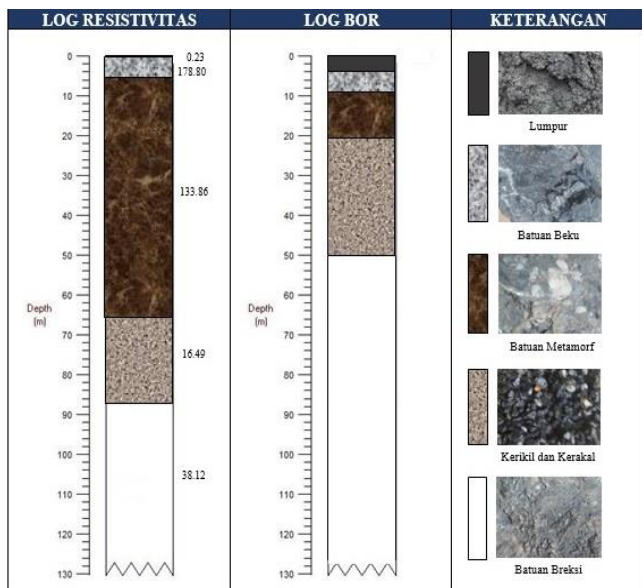 LOG RESISTIVITAS
LOG BOR
KETERANGAN
0
10
20
30
40
50
60
70
80
90
100
110
120
130
Depth
(m)
0.23
178.80
133.86
16.49
38.12
0
10
20
30
40
50
60
70
80
90
100
110
120
130
Depth
(m)
Lumpur
Batuan Beku
Batuan Metamorf
Kerikil dan Kerakal
Batuan Breksi